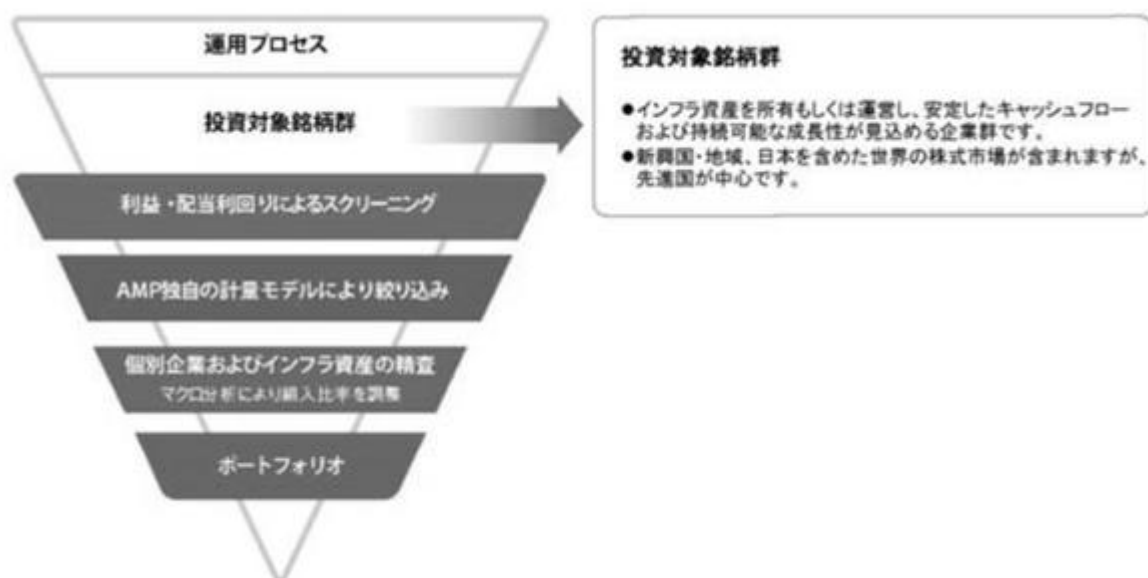 運用プロセス
投資対象銘柄群
利益・配当利回りによるスクリーニング
AMP独自の計量モデルにより絞り込み
個別企業およびインフラ資産の精査
マクロ分析により組入比率を調整
ポートフォリオ
投資対象銘柄群
●インフラ資産を所有もしくは運営し、安定したキャッシュフロー
および持続可能な成長性が見込める企業群です。
●新興国・地域、日本を含めた世界の株式市場が含まれますが、
先進国が中心です。